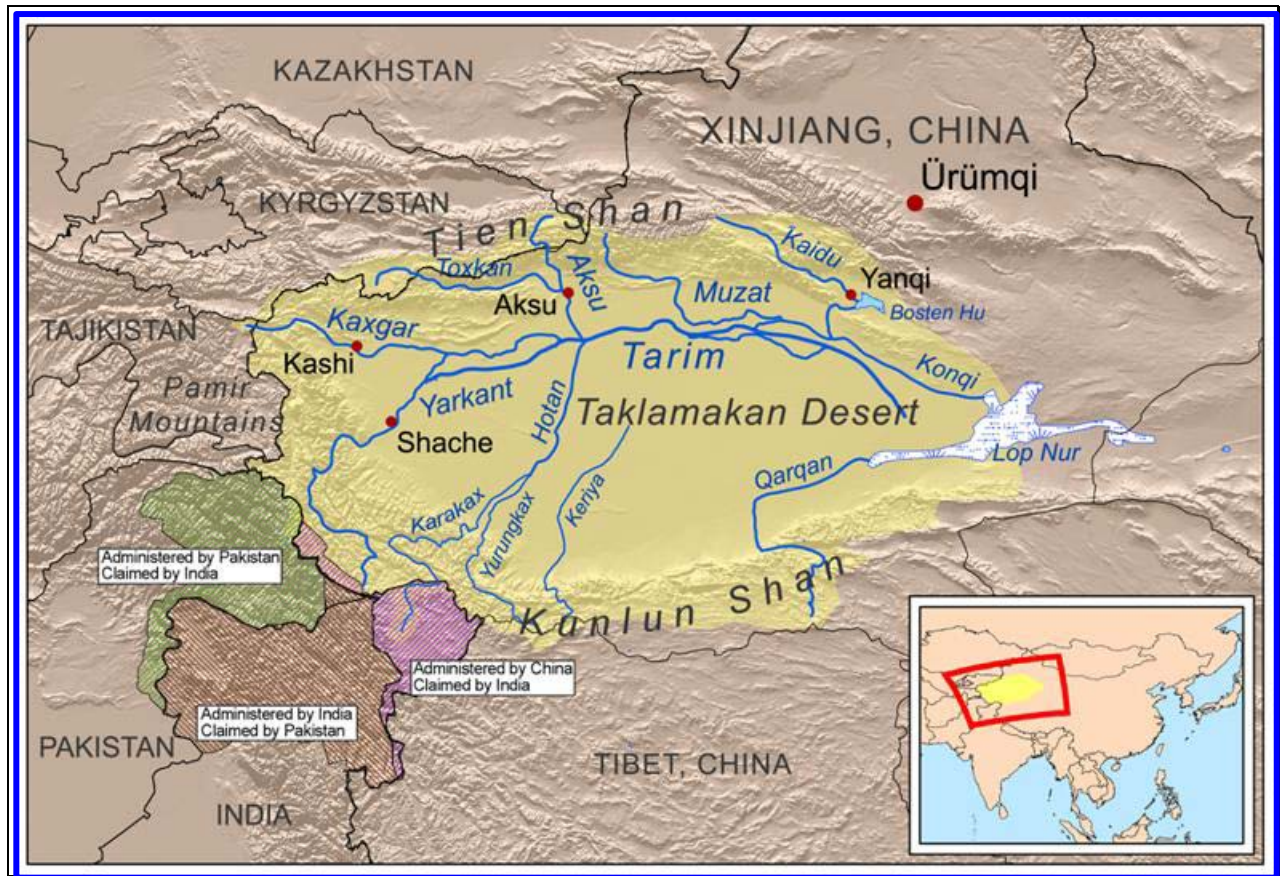 KAZAKHSTAN
XINJIANG, CHINA
Ürümqi
KYRGYZSTAN
Tien Shan
Toxkan
Aksu
Aksu
Kaidu
Yanqi
Muzat
Bosten Hu
TAJIKISTAN
Kaxgar
Kashi
Tarim
Konqi
Pamir
Mountains
Yarkant
Hotan
Taklamakan Desert
Shache
Lop Nur
Qarqan
Karakax
Yurungkax
Keriya
Administered by Pakistan
Claimed by India
Kunlun Shan
Administered by China
Claimed by India
Administered by India
Claimed by Pakistan
PAKISTAN
TIBET, CHINA
INDIA